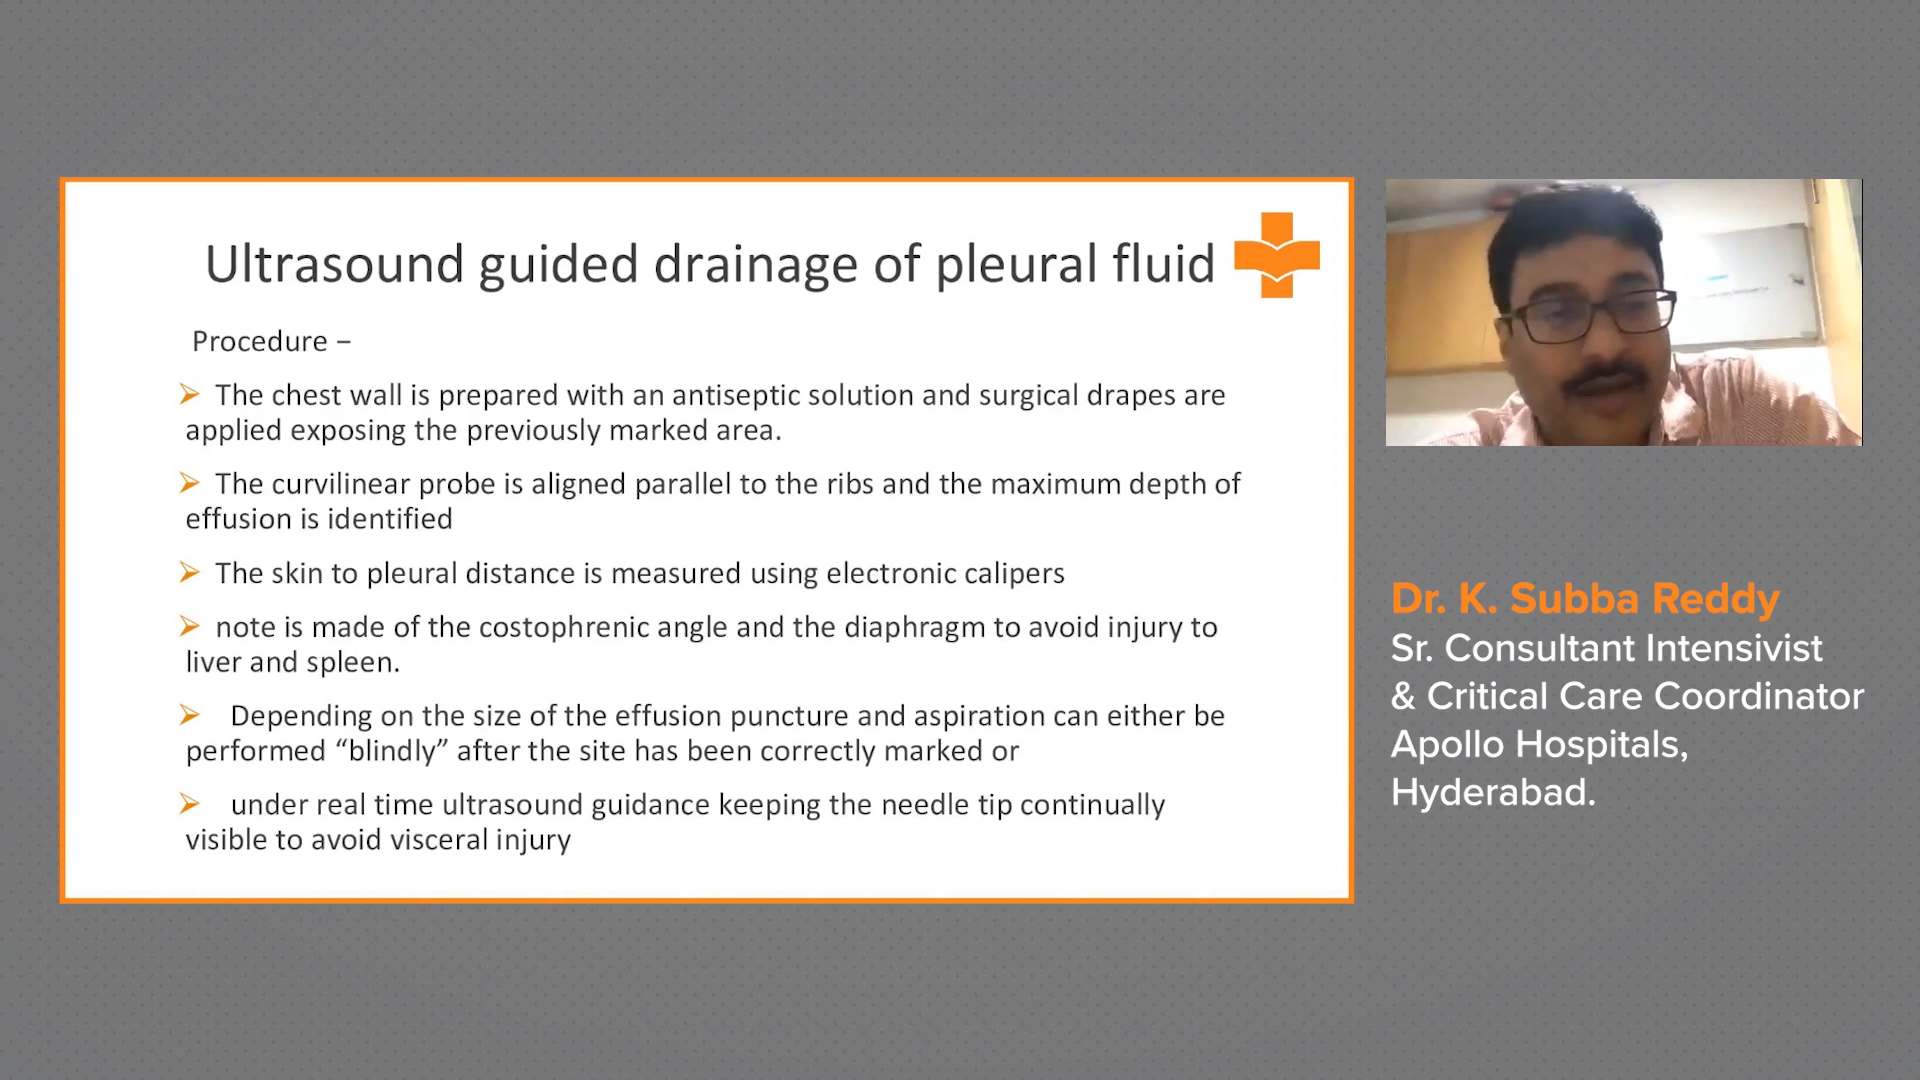 Ultrasound guided drainage of pleural fluid
Procedure –
➢ The chest wall is prepared with an antiseptic solution and surgical drapes are
applied exposing the previously marked area.
➢ The curvilinear probe is aligned parallel to the ribs and the maximum depth of
effusion is identified
➢ The skin to pleural distance is measured using electronic calipers
➢ note is made of the costophrenic angle and the diaphragm to avoid injury to
liver and spleen.
➢ Depending on the size of the effusion puncture and aspiration can either be
performed “blindly” after the site has been correctly marked or
➢ under real time ultrasound guidance keeping the needle tip continually
visible to avoid visceral injury
Dr. K. Subba Reddy
Sr. Consultant Intensivist
& Critical Care Coordinator
Apollo Hospitals,
Hyderabad.